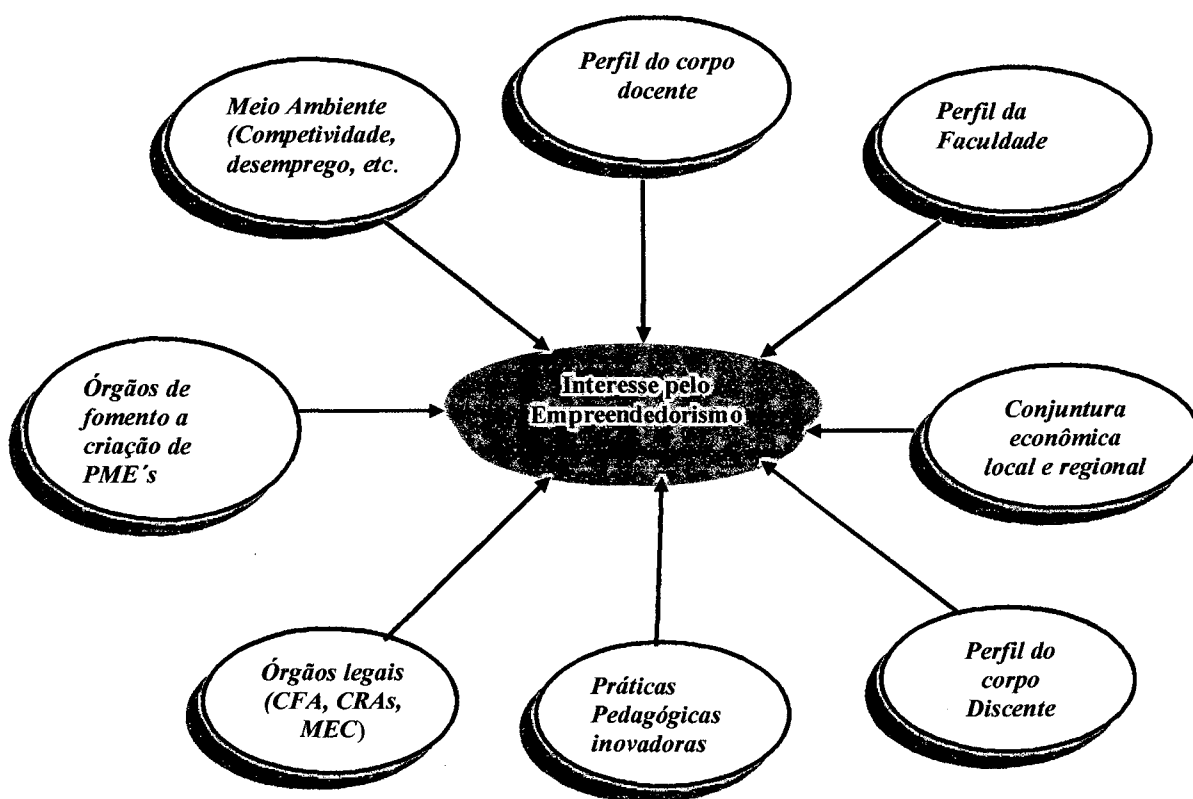 Perfil do corpo
docente
Meio Ambiente
(Competividade,
desemprego, etc.
Perfil da
Faculdade
Interesse pelo
Empreendedorismo
Órgãos de
fomento a
criação de
PME´s
Conjuntura
econômica
local e regional
Órgãos legais
(CFA, CRAs,
MEC)
Práticas
Pedagógicas
inovadoras
Perfil do
corpo
Discente